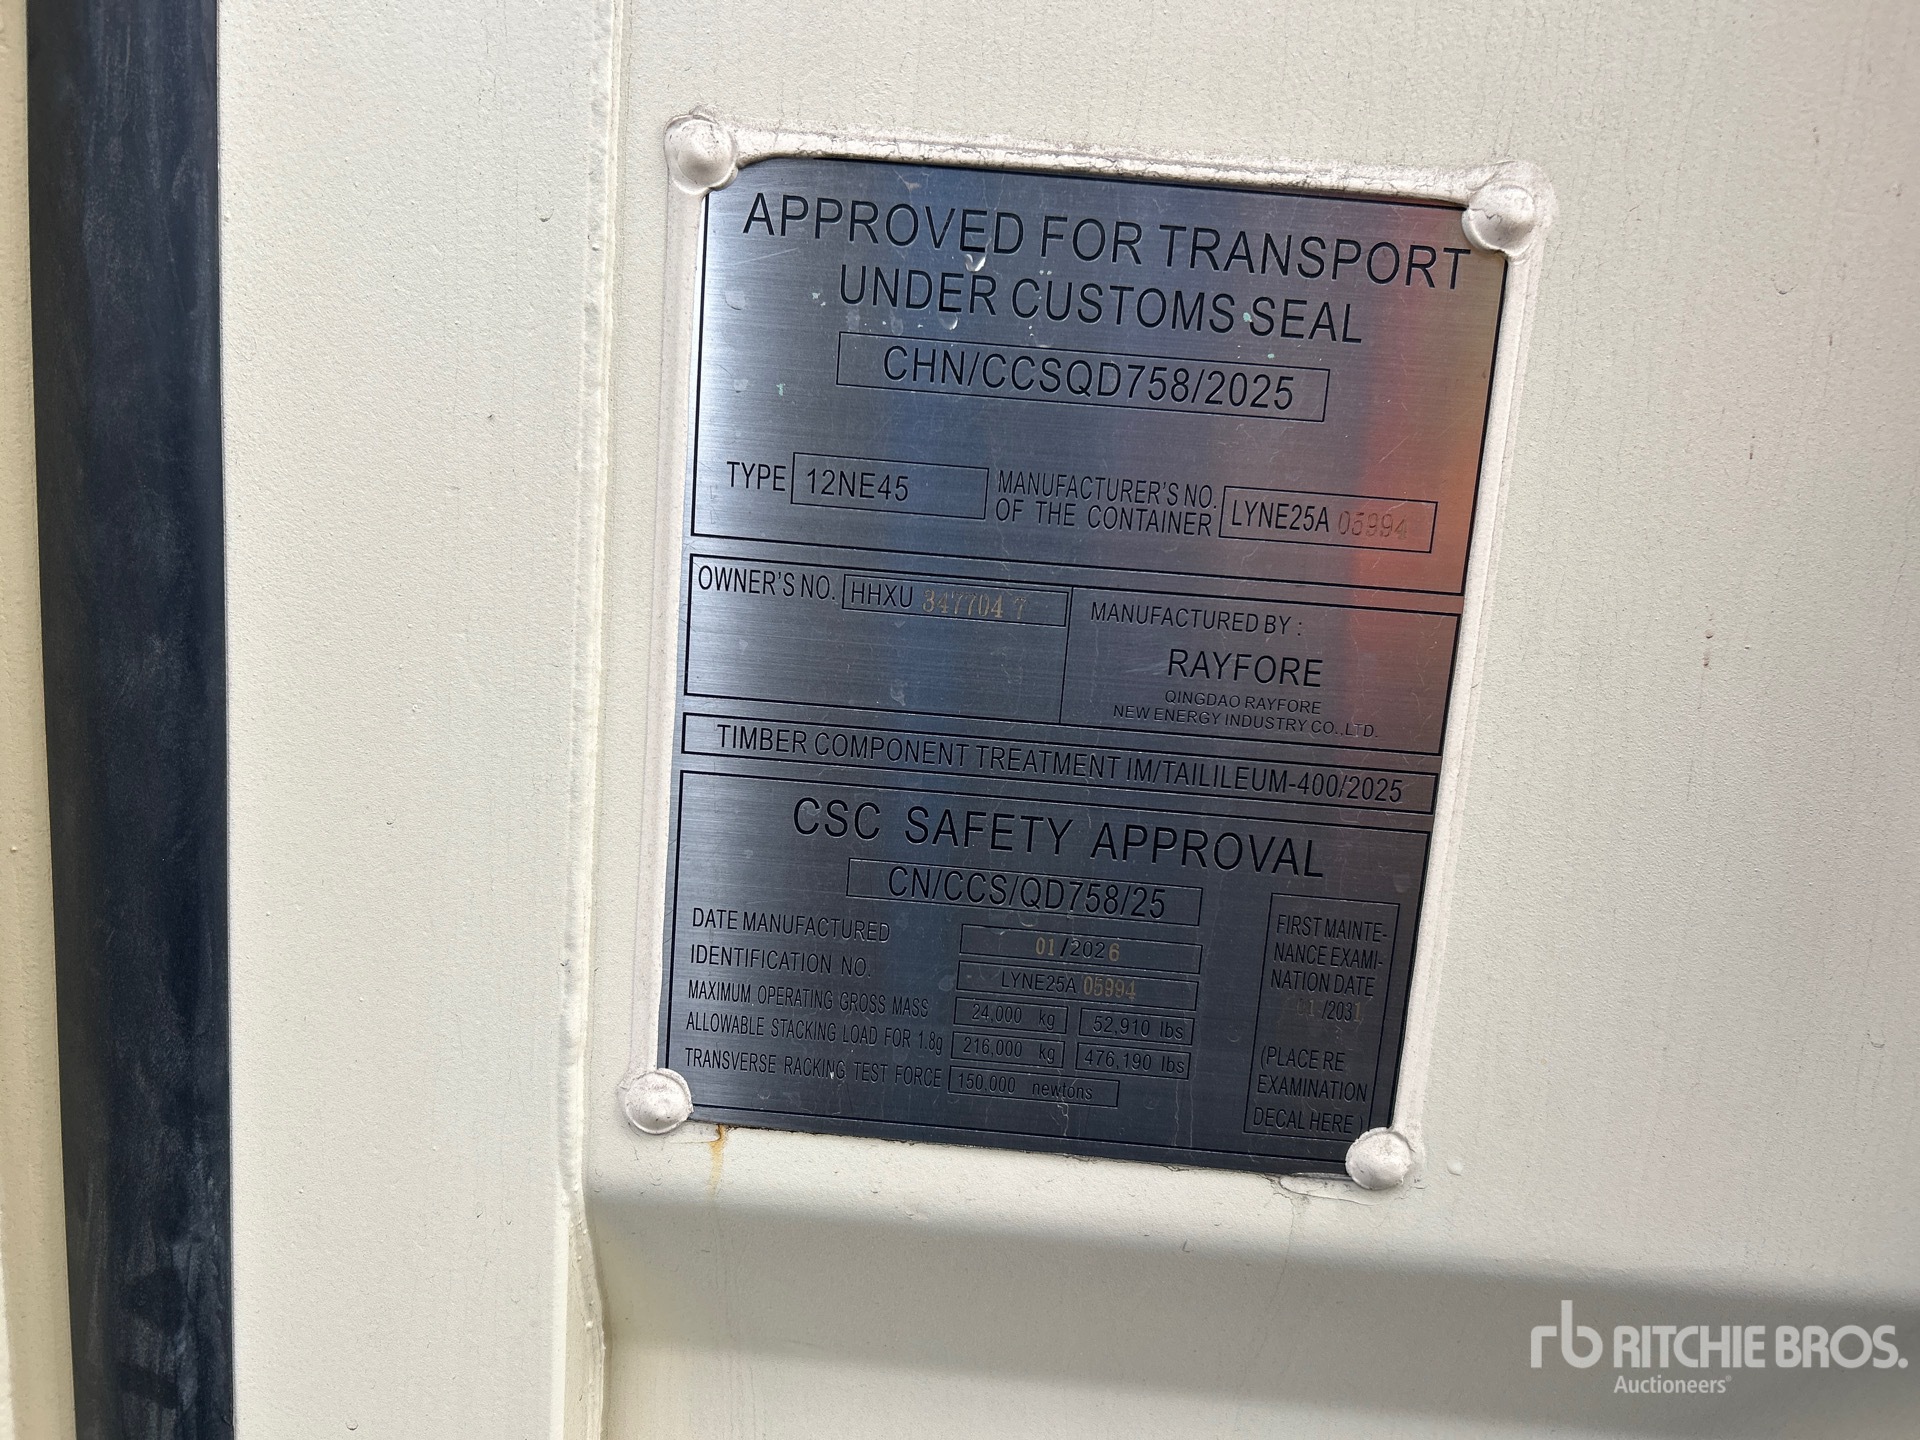 APPROVED FOR TRANSPORT
UNDER CUSTOMS SEAL
CHN/CCSQD758/2025
TYPE 12NE45 MANUFACTURER'S NO. OF THE CONTAINER LYNE25A 05994
OWNER'S NO. HHXU 347704 7
MANUFACTURED BY :
RAYFORE
QINGDAO RAYFORE
NEW ENERGY INDUSTRY CO.,LTD.
TIMBER COMPONENT TREATMENT IM/TAILILEUM-400/2025
CSC SAFETY APPROVAL
CN/CCS/QD758/25
DATE MANUFACTURED 01/2026
IDENTIFICATION NO. LYNE25A 05994
MAXIMUM OPERATING GROSS MASS 24,000 kg 52,910 lbs
ALLOWABLE STACKING LOAD FOR 1.8g 216,000 kg 476,190 lbs
TRANSVERSE RACKING TEST FORCE 150,000 newtons
FIRST MAINTE-
NANCE EXAMI-
NATION DATE
01/2031
(PLACE RE
EXAMINATION
DECAL HERE)
rb RITCHIE BROS.
Auctioneers